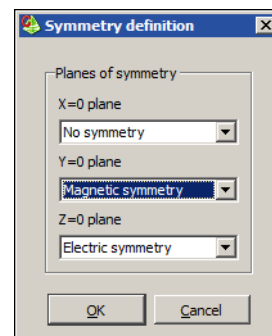 Symmetry definition
Planes of symmetry
X=0 plane
No symmetry
Y=0 plane
Magnetic symmetry
Z=0 plane
Electric symmetry
OK Cancel